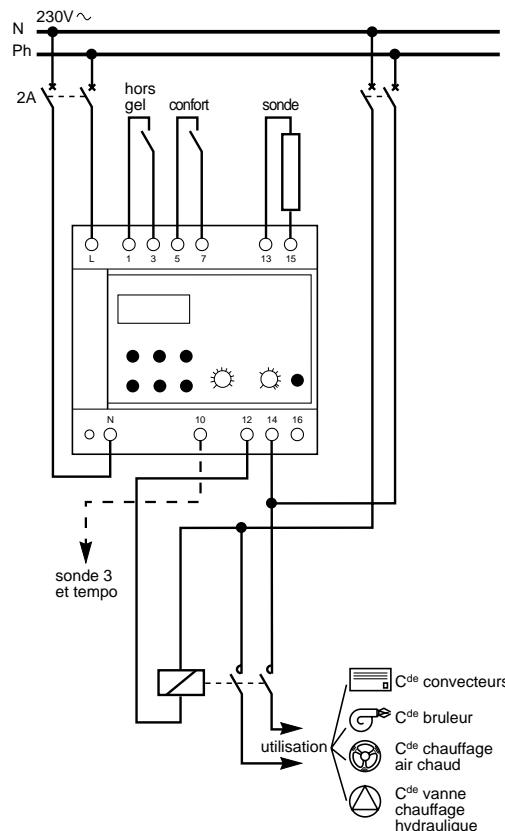 230V~
N
Ph
2A
hors
gel
confort
sonde
L
1
3
5
7
13
15
N
10
12
14
16
sonde 3
et tempo
utilisation
Cde convecteurs
Cde bruleur
Cde chauffage
air chaud
Cde vanne
chauffage
hydraulique